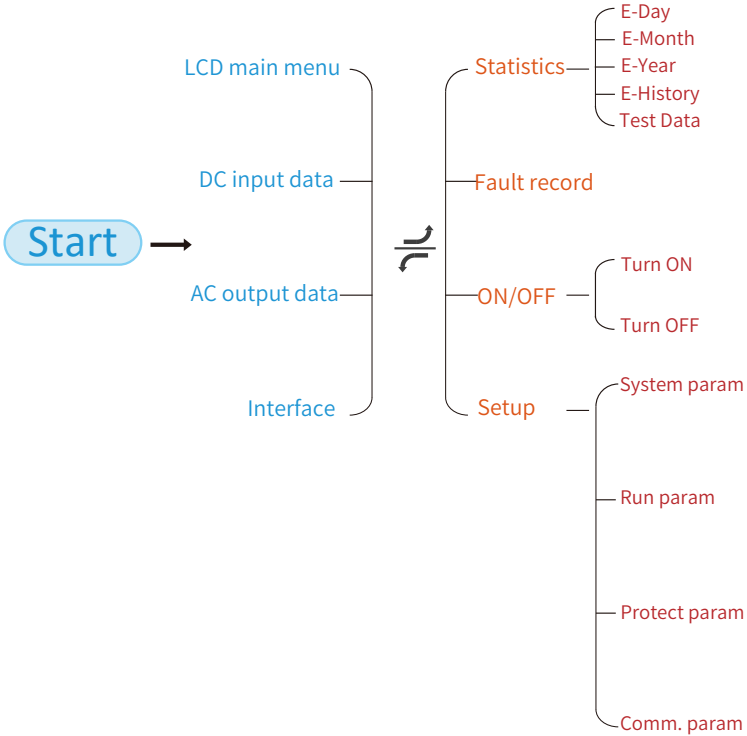 Start
LCD main menu
DC input data
AC output data
Interface
Statistics
E-Day
E-Month
E-Year
E-History
Test Data
Fault record
ON/OFF
Turn ON
Turn OFF
Setup
System param
Run param
Protect param
Comm. param